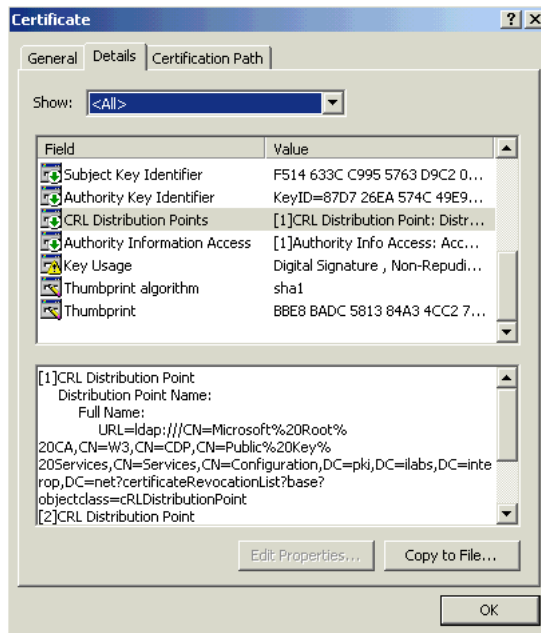 Certificate
General Details Certification Path
Show: <All>
Field Value
Subject Key Identifier F514 633C C995 5763 D9C2 0...
Authority Key Identifier KeyID=87D7 26EA 574C 49E9...
CRL Distribution Points [1]CRL Distribution Point: Distr...
Authority Information Access [1]Authority Info Access: Acc...
Key Usage Digital Signature , Non-Repudi...
Thumbprint algorithm sha1
Thumbprint BBE8 BADC 5813 84A3 4CC2 7...
[1]CRL Distribution Point
Distribution Point Name:
Full Name:
URL=ldap:///CN=Microsoft%20Root%
20CA,CN=W3,CN=CDP,CN=Public%20Key%
20Services,CN=Services,CN=Configuration,DC=pki,DC=ilabs,DC=inte
rop,DC=net?certificateRevocationList?base?
objectclass=cRLDistributionPoint
[2]CRL Distribution Point
Edit Properties... Copy to File...
OK